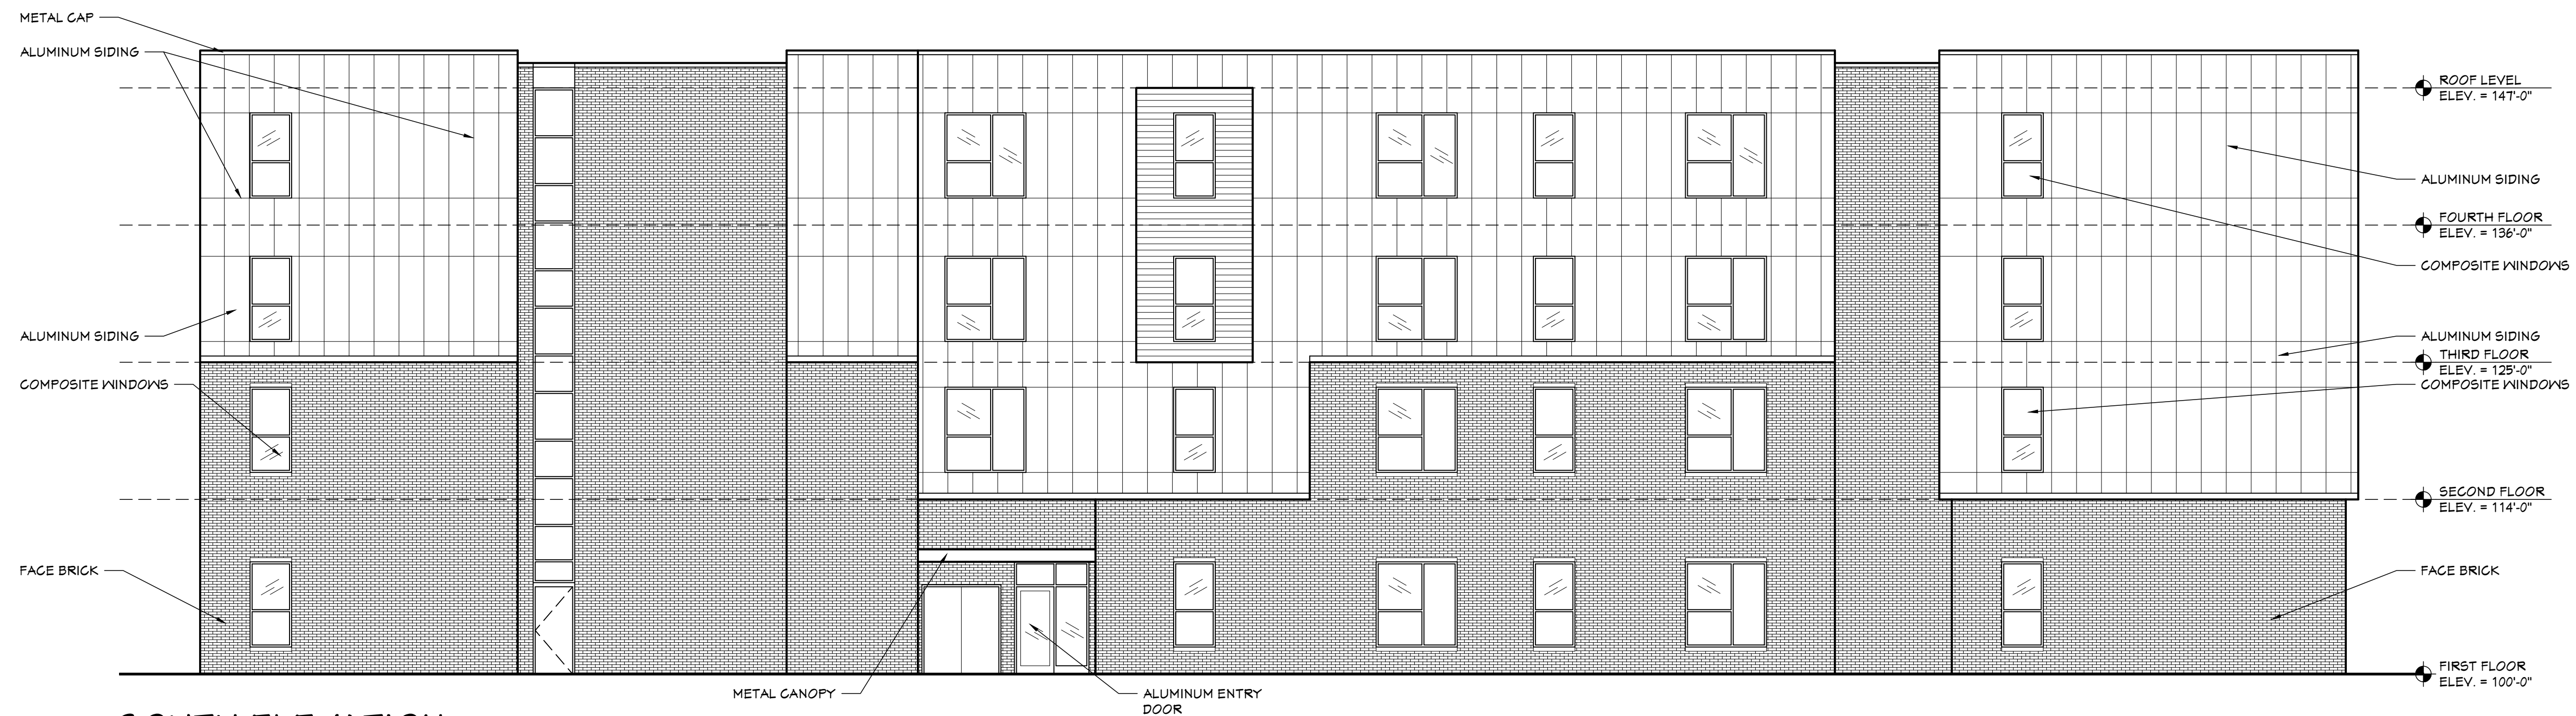 METAL CAP
ALUMINUM SIDING
ALUMINUM SIDING
COMPOSITE WINDOWS
FACE BRICK
METAL CANOPY
ALUMINUM ENTRY
DOOR
ROOF LEVEL
ELEV. = 147'-0"
ALUMINUM SIDING
FOURTH FLOOR
ELEV. = 136'-0"
COMPOSITE WINDOWS
ALUMINUM SIDING
THIRD FLOOR
ELEV. = 125'-0"
COMPOSITE WINDOWS
SECOND FLOOR
ELEV. = 114'-0"
FACE BRICK
FIRST FLOOR
ELEV. = 100'-0"
SOUTH ELEVATION